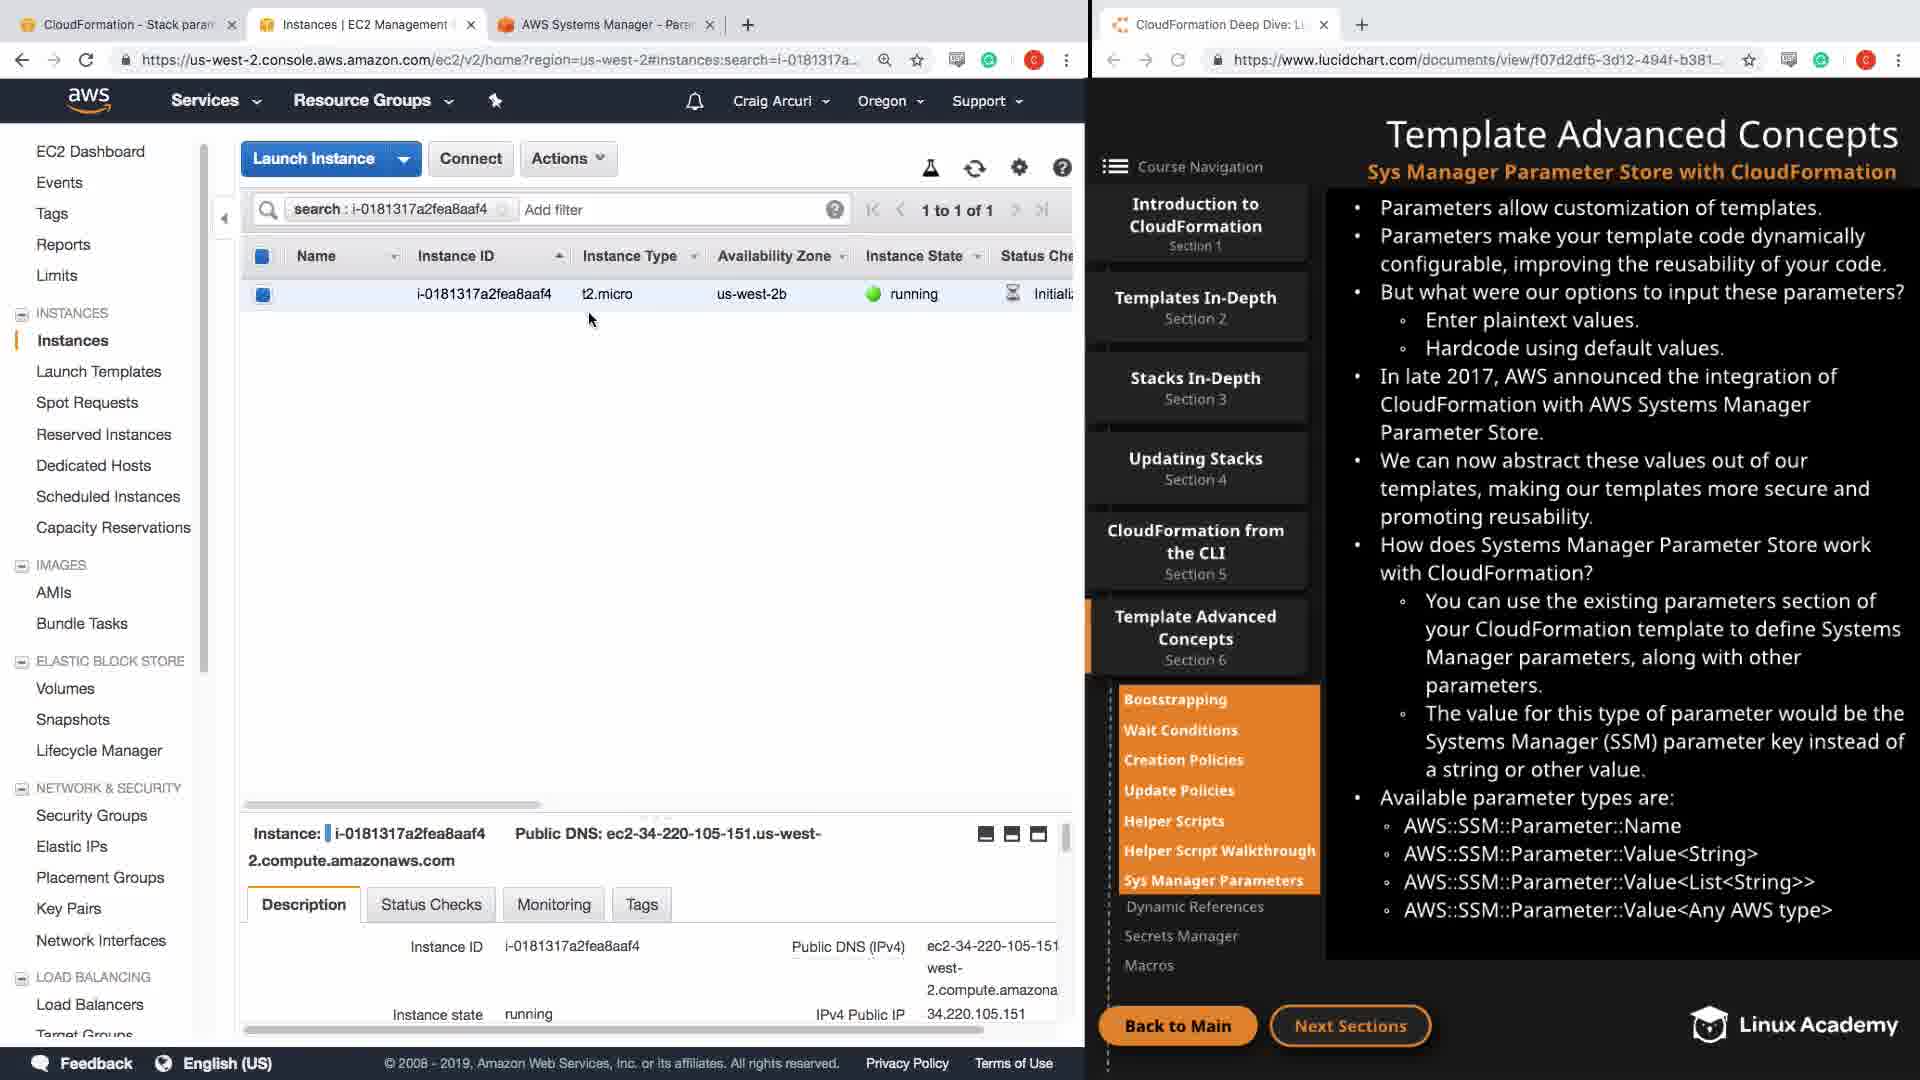 CloudFormation - Stack param
Instances | EC2 Management
AWS Systems Manager - Para
https://us-west-2.console.aws.amazon.com/ec2/v2/home?region=us-west-2#instances:search=i-0181317a...
aws
Services
Resource Groups
Craig Arcuri
Oregon
Support
EC2 Dashboard
Events
Tags
Reports
Limits
INSTANCES
Instances
Launch Templates
Spot Requests
Reserved Instances
Dedicated Hosts
Scheduled Instances
Capacity Reservations
IMAGES
AMIs
Bundle Tasks
ELASTIC BLOCK STORE
Volumes
Snapshots
Lifecycle Manager
NETWORK & SECURITY
Security Groups
Elastic IPs
Placement Groups
Key Pairs
Network Interfaces
LOAD BALANCING
Load Balancers
Target Groups
Launch Instance
Connect
Actions
search : i-0181317a2fea8aaf4
Add filter
1 to 1 of 1
Name Instance ID Instance Type Availability Zone Instance State Status Che
i-0181317a2fea8aaf4 t2.micro us-west-2b running Initializ
Instance: i-0181317a2fea8aaf4 Public DNS: ec2-34-220-105-151.us-west-
2.compute.amazonaws.com
Description Status Checks Monitoring Tags
Instance ID i-0181317a2fea8aaf4 Public DNS (IPv4) ec2-34-220-105-151
west-
2.compute.amazona
Instance state running IPv4 Public IP 34.220.105.151
Feedback
English (US)
© 2008 - 2019, Amazon Web Services, Inc. or its affiliates. All rights reserved.
Privacy Policy
Terms of Use
CloudFormation Deep Dive: Lu
https://www.lucidchart.com/documents/view/f07d2df5-3d12-494f-b381...
Template Advanced Concepts
Sys Manager Parameter Store with CloudFormation
Course Navigation
Introduction to
CloudFormation
Section 1
Templates In-Depth
Section 2
Stacks In-Depth
Section 3
Updating Stacks
Section 4
CloudFormation from
the CLI
Section 5
Template Advanced
Concepts
Section 6
Bootstrapping
Wait Conditions
Creation Policies
Update Policies
Helper Scripts
Helper Script Walkthrough
Sys Manager Parameters
Dynamic References
Secrets Manager
Macros
• Parameters allow customization of templates.
• Parameters make your template code dynamically
configurable, improving the reusability of your code.
• But what were our options to input these parameters?
◦ Enter plaintext values.
◦ Hardcode using default values.
• In late 2017, AWS announced the integration of
CloudFormation with AWS Systems Manager
Parameter Store.
• We can now abstract these values out of our
templates, making our templates more secure and
promoting reusability.
• How does Systems Manager Parameter Store work
with CloudFormation?
◦ You can use the existing parameters section of
your CloudFormation template to define Systems
Manager parameters, along with other
parameters.
◦ The value for this type of parameter would be the
Systems Manager (SSM) parameter key instead of
a string or other value.
• Available parameter types are:
◦ AWS::SSM::Parameter::Name
◦ AWS::SSM::Parameter::Value<String>
◦ AWS::SSM::Parameter::Value<List<String>>
◦ AWS::SSM::Parameter::Value<Any AWS type>
Back to Main
Next Sections
Linux Academy